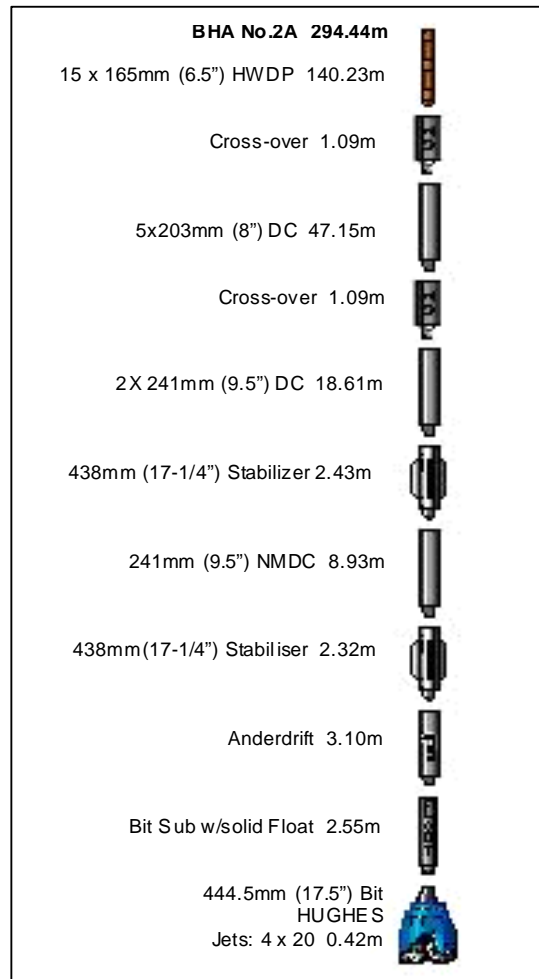 BHA No.2A 294.44m
15 x 165mm (6.5”) HWDP 140.23m
Cross-over 1.09m
5x203mm (8”) DC 47.15m
Cross-over 1.09m
2X 241mm (9.5”) DC 18.61m
438mm (17-1/4”) Stabilizer 2.43m
241mm (9.5”) NMDC 8.93m
438mm(17-1/4”) Stabiliser 2.32m
Anderdrift 3.10m
Bit Sub w/solid Float 2.55m
444.5mm (17.5”) Bit
HUGHES
Jets: 4 x 20 0.42m